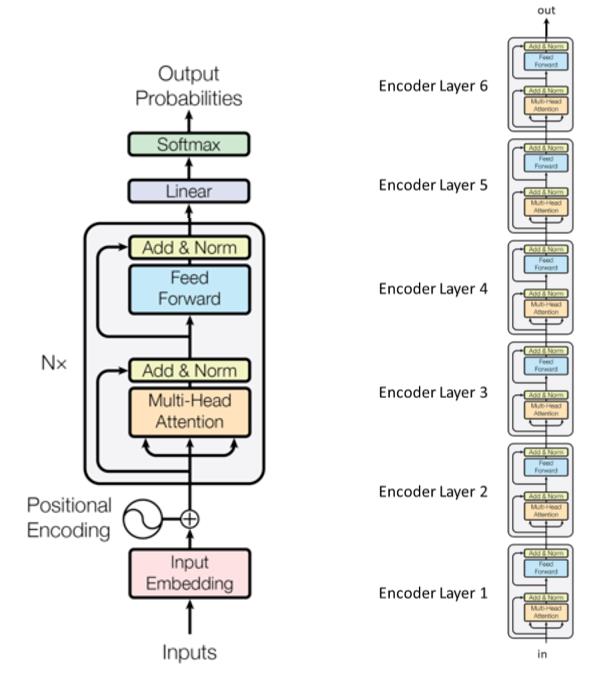 Output
Probabilities
Softmax
Linear
Add & Norm
Feed
Forward
Nx
Add & Norm
Multi-Head
Attention
Positional
Encoding
Input
Embedding
Inputs
out
Encoder Layer 6
Add & Norm
Feed
Forward
Add & Norm
Multi-Head
Attention
Encoder Layer 5
Add & Norm
Feed
Forward
Add & Norm
Multi-Head
Attention
Encoder Layer 4
Add & Norm
Feed
Forward
Add & Norm
Multi-Head
Attention
Encoder Layer 3
Add & Norm
Feed
Forward
Add & Norm
Multi-Head
Attention
Encoder Layer 2
Add & Norm
Feed
Forward
Add & Norm
Multi-Head
Attention
Encoder Layer 1
Add & Norm
Feed
Forward
Add & Norm
Multi-Head
Attention
in